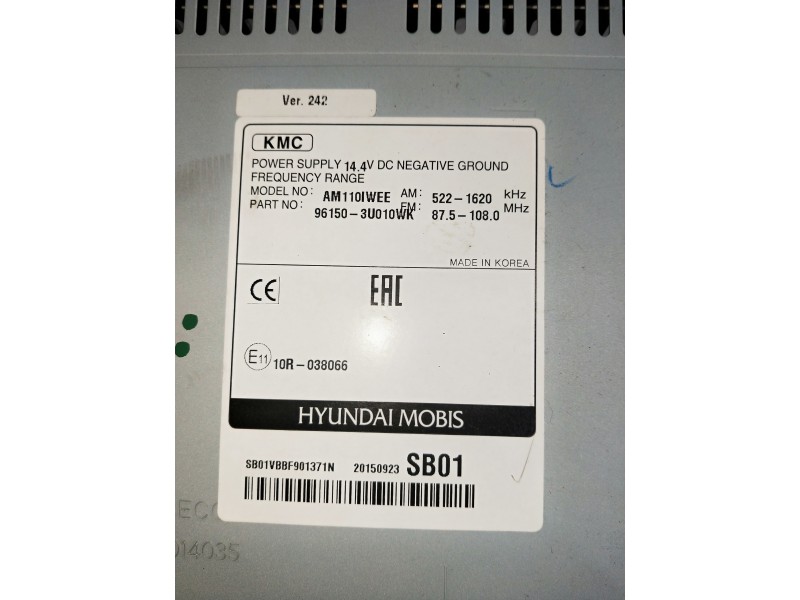 Ver. 242
KMC
POWER SUPPLY 14.4V DC NEGATIVE GROUND
FREQUENCY RANGE
MODEL NO: AM110IWEE AM: 522-1620 kHz
PART NO: 96150-3U010WK FM: 87.5-108.0 MHz
MADE IN KOREA
CE EAC
E11 10R-038066
HYUNDAI MOBIS
SB01VBBF901371N 20150923 SB01
014035